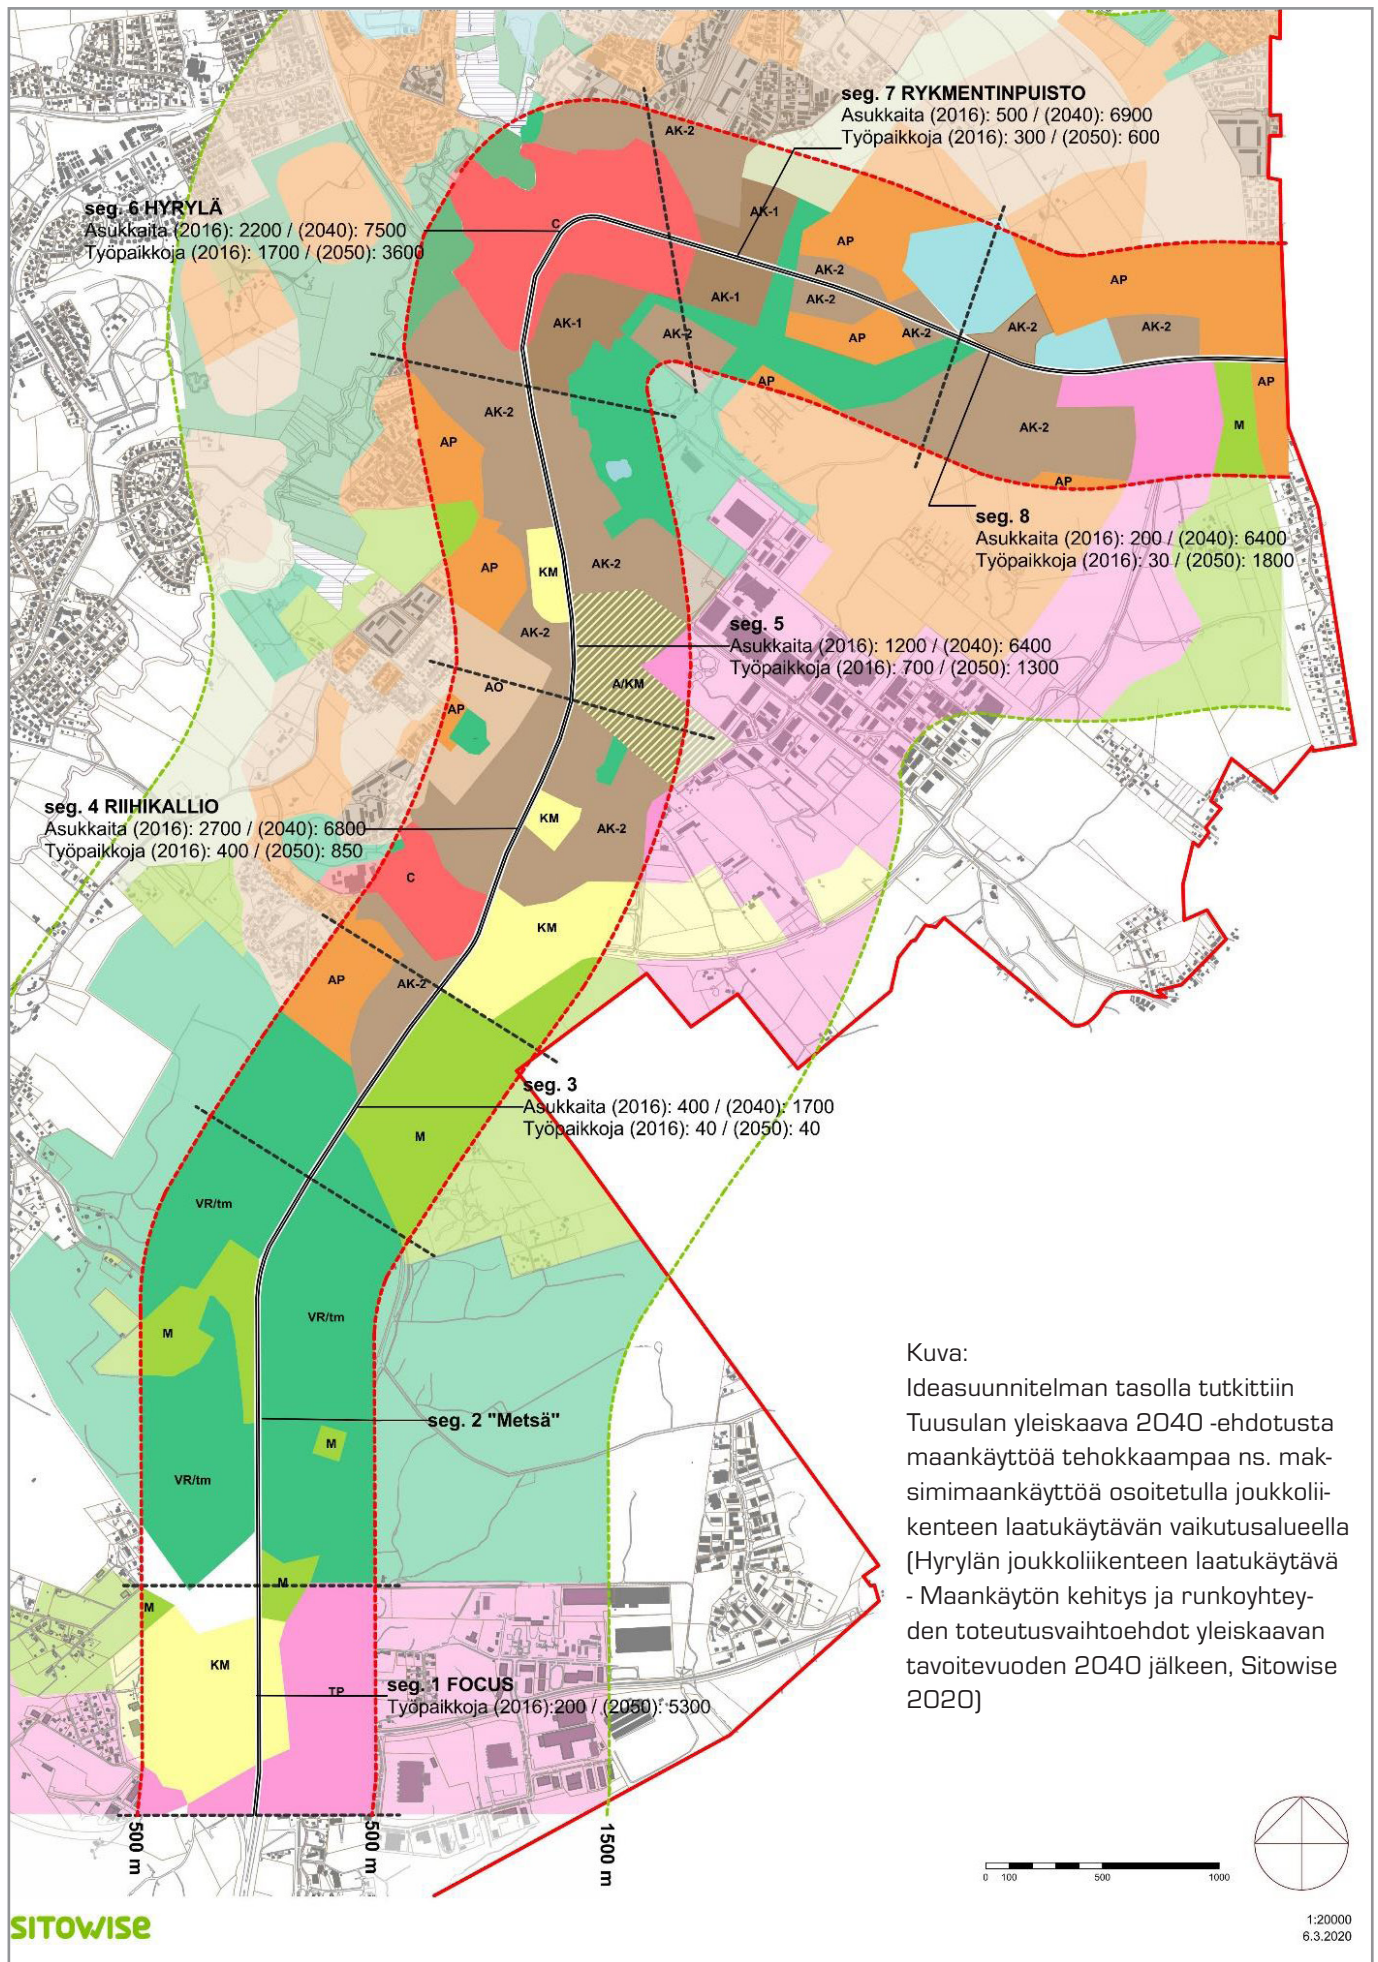 seg. 7 RYKMENTINPUISTO
Asukkaita (2016): 500 / (2040): 6900
Työpaikkoja (2016): 300 / (2050): 600
AK-2
seg. 6 HYRYLÄ
Asukkaita (2016): 2200 / (2040): 7500
Työpaikkoja (2016): 1700 / (2050): 3600
C
AK-1
AP
AK-2
AP
AK-1
AK-2
AK-1
AK-2
AP
AK-2
AK-2
AK-2
AP
AP
AK-2
AP
AK-2
M
AP
seg. 8
Asukkaita (2016): 200 / (2040): 6400
Työpaikkoja (2016): 30 / (2050): 1800
AP
KM
AK-2
AK-2
seg. 5
Asukkaita (2016): 1200 / (2040): 6400
Työpaikkoja (2016): 700 / (2050): 1300
AO
A/KM
AP
seg. 4 RIIHIKALLIO
Asukkaita (2016): 2700 / (2040): 6800
Työpaikkoja (2016): 400 / (2050): 850
KM
AK-2
C
KM
AP
AK-2
seg. 3
Asukkaita (2016): 400 / (2040): 1700
Työpaikkoja (2016): 40 / (2050): 40
M
VR/tm
VR/tm
M
seg. 2 "Metsä"
M
VR/tm
M
M
KM
TP
seg. 1 FOCUS
Työpaikkoja (2016):200 / (2050): 5300
500 m
500 m
1500 m
Kuva:
Ideasuunnitelman tasolla tutkittiin
Tuusulan yleiskaava 2040 -ehdotusta
maankäyttöä tehokkaampaa ns. mak-
simimaankäyttöä osoitetulla joukkolii-
kenteen laatukäytävän vaikutusalueella
(Hyrylän joukkoliikenteen laatukäytävä
- Maankäytön kehitys ja runkoyhtey-
den toteutusvaihtoehdot yleiskaavan
tavoitevuoden 2040 jälkeen, Sitowise
2020)
0 100 500 1000
SITOWISE
1:20000
6.3.2020